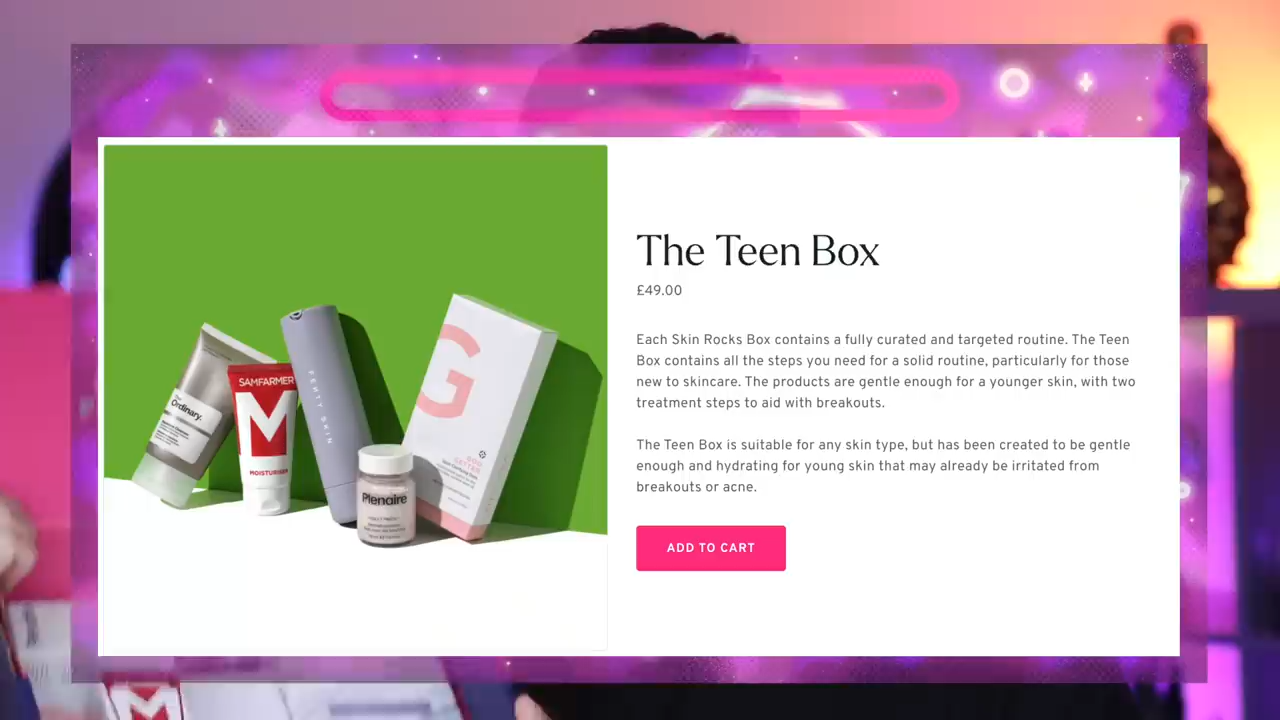 The Teen Box
£49.00
Each Skin Rocks Box contains a fully curated and targeted routine. The Teen
Box contains all the steps you need for a solid routine, particularly for those
new to skincare. The products are gentle enough for a younger skin, with two
treatment steps to aid with breakouts.
The Teen Box is suitable for any skin type, but has been created to be gentle
enough and hydrating for young skin that may already be irritated from
breakouts or acne.
ADD TO CART
The
Ordinary.
SAMFARMER
M
MOISTURISER
FENTY SKIN
Plenaire
G